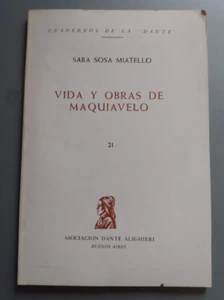 CUADERNOS DE LA "DANTE"
SARA SOSA MIATELLO
VIDA Y OBRAS DE
MAQUIAVELO
21
ASOCIACION DANTE ALIGHIERI
BUENOS AIRES